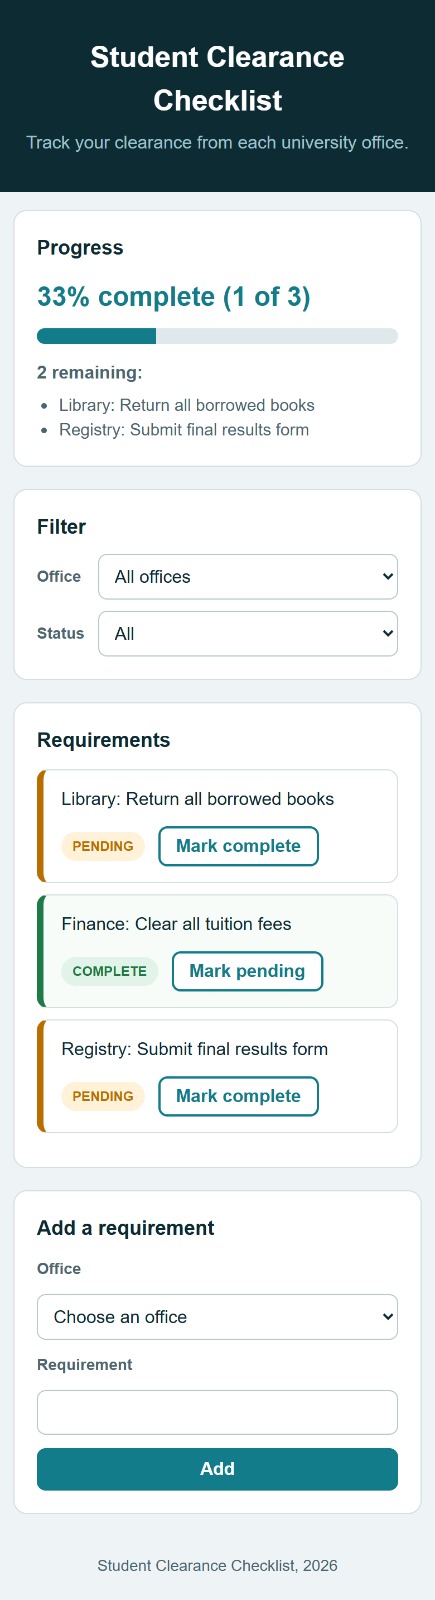 Student Clearance
Checklist
Track your clearance from each university office.
Progress
33% complete (1 of 3)
2 remaining:
• Library: Return all borrowed books
• Registry: Submit final results form
Filter
Office All offices
Status All
Requirements
Library: Return all borrowed books
PENDING Mark complete
Finance: Clear all tuition fees
COMPLETE Mark pending
Registry: Submit final results form
PENDING Mark complete
Add a requirement
Office
Choose an office
Requirement
Add
Student Clearance Checklist, 2026